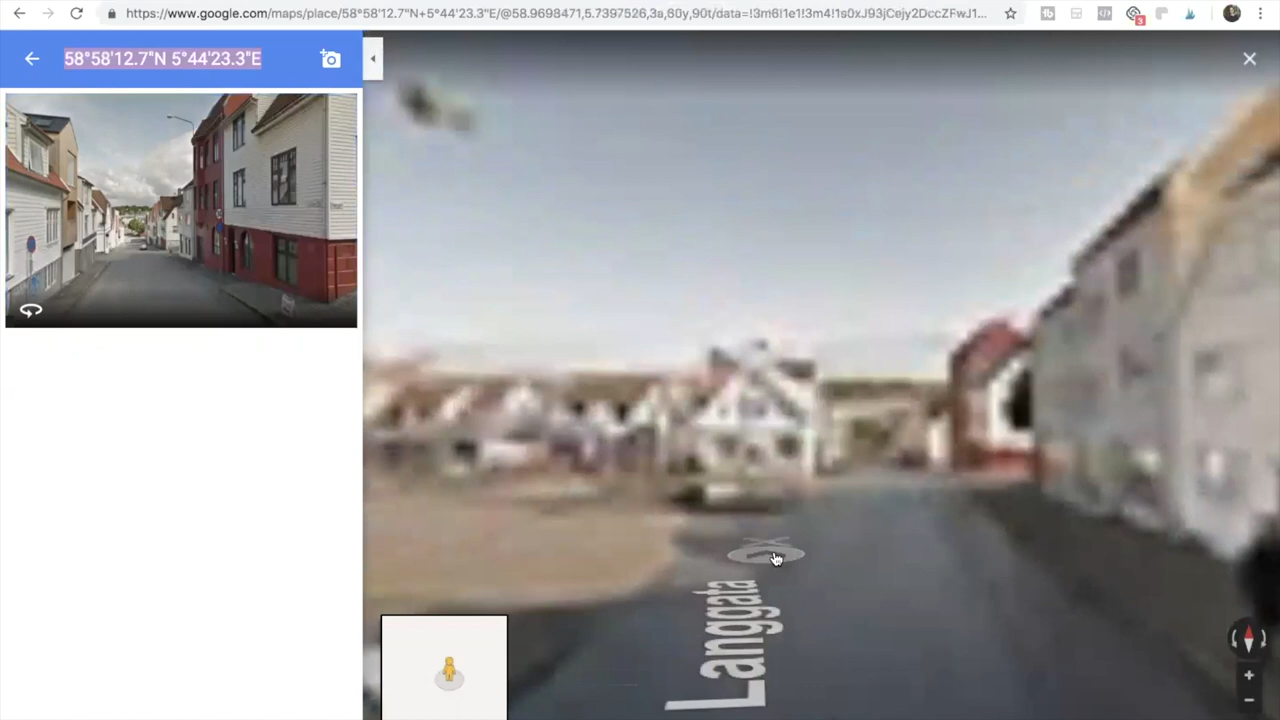 https://www.google.com/maps/place/58°58'12.7"N+5°44'23.3"E/@58.9698471,5.7397526,3a,60y,90t/data=!3m6!1e1!3m4!1s0xJ93jCejy2DccZFwJ1...
3
58°58'12.7"N 5°44'23.3"E
Langgata